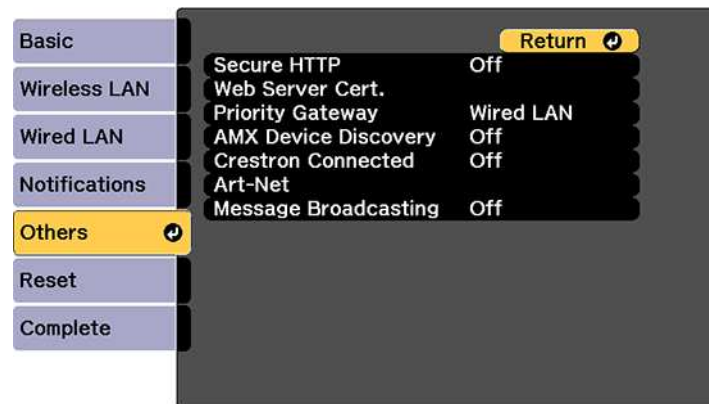 Basic
Wireless LAN
Wired LAN
Notifications
Others
Reset
Complete
Return
Secure HTTP Off
Web Server Cert.
Priority Gateway Wired LAN
AMX Device Discovery Off
Crestron Connected Off
Art-Net
Message Broadcasting Off